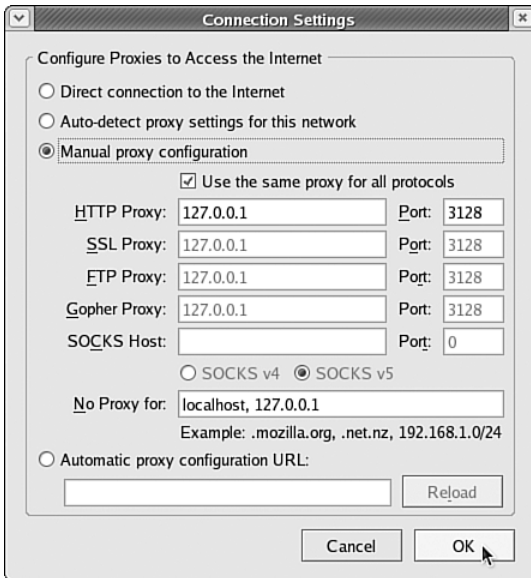 Connection Settings
Configure Proxies to Access the Internet
Direct connection to the Internet
Auto-detect proxy settings for this network
Manual proxy configuration
Use the same proxy for all protocols
HTTP Proxy: 127.0.0.1 Port: 3128
SSL Proxy: 127.0.0.1 Port: 3128
FTP Proxy: 127.0.0.1 Port: 3128
Gopher Proxy: 127.0.0.1 Port: 3128
SOCKS Host: Port: 0
SOCKS v4 SOCKS v5
No Proxy for: localhost, 127.0.0.1
Example: .mozilla.org, .net.nz, 192.168.1.0/24
Automatic proxy configuration URL:
Reload
Cancel OK